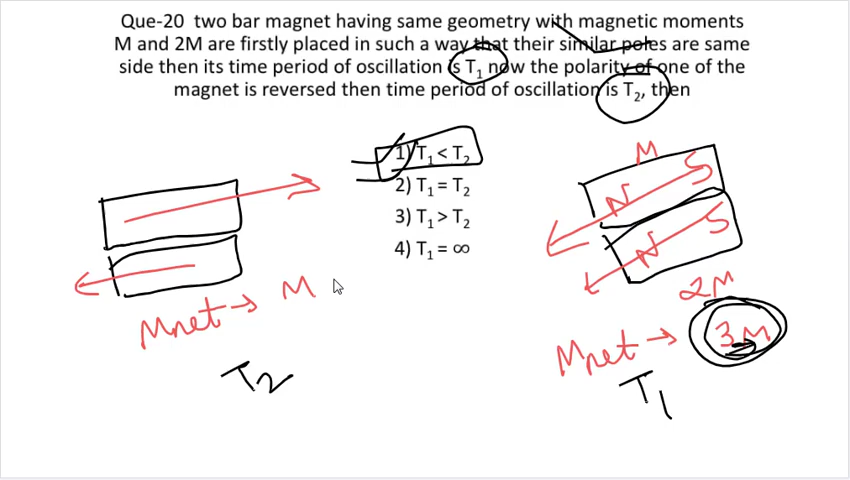 Que-20 two bar magnet having same geometry with magnetic moments
M and 2M are firstly placed in such a way that their similar poles are same
side then its time period of oscillation is T₁ now the polarity of one of the
magnet is reversed then time period of oscillation is T₂, then
1) T₁ < T₂
2) T₁ = T₂
3) T₁ > T₂
4) T₁ = ∞
M
N S
N S
2M
Mnet → M
Mnet → 3M
T₂
T₁